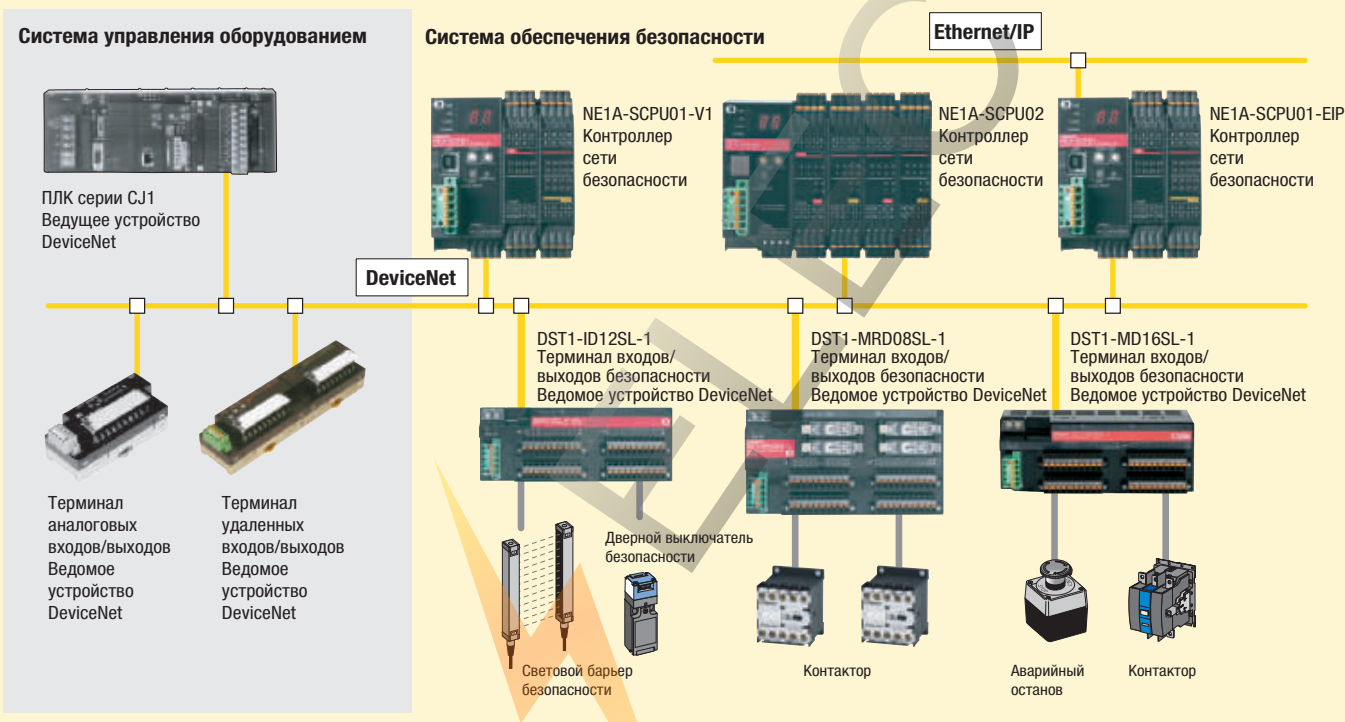 Система управления оборудованием
Система обеспечения безопасности
Ethernet/IP
ПЛК серии CJ1
Ведущее устройство
DeviceNet
NE1A-SCPU01-V1
Контроллер
сети
безопасности
NE1A-SCPU02
Контроллер
сети
безопасности
NE1A-SCPU01-EIP
Контроллер
сети
безопасности
DeviceNet
DST1-ID12SL-1
Терминал входов/
выходов безопасности
Ведомое устройство DeviceNet
DST1-MRD08SL-1
Терминал входов/
выходов безопасности
Ведомое устройство DeviceNet
DST1-MD16SL-1
Терминал входов/
выходов безопасности
Ведомое устройство DeviceNet
Терминал
аналоговых
входов/выходов
Ведомое
устройство
DeviceNet
Терминал
удаленных
входов/выходов
Ведомое
устройство
DeviceNet
Дверной выключатель
безопасности
Световой барьер
безопасности
Контактор
Аварийный
останов
Контактор